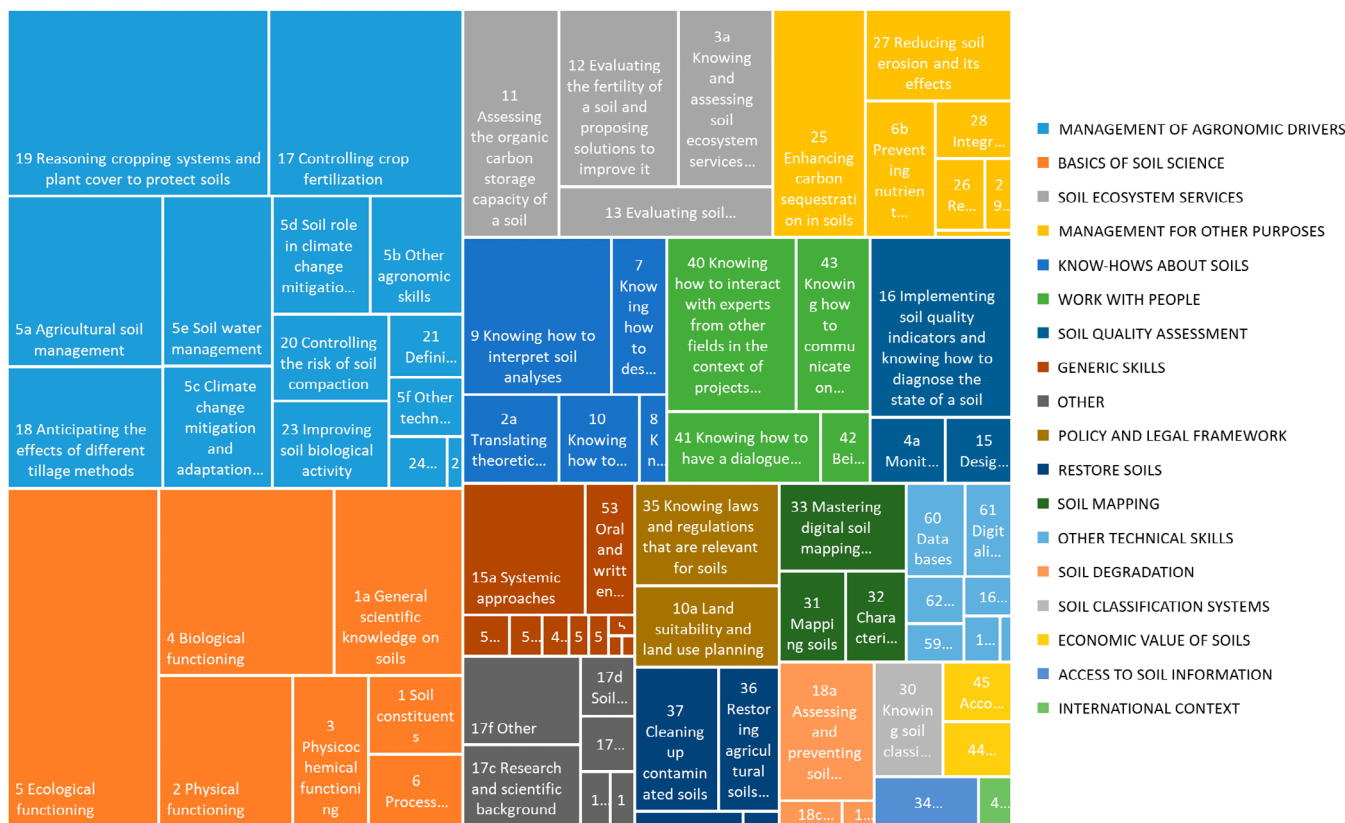 19 Reasoning cropping systems and
plant cover to protect soils
17 Controlling crop
fertilization
5a Agricultural soil
management
5e Soil water
management
5d Soil role
in climate
change
mitigatio...
5b Other
agronomic
skills
20 Controlling
the risk of soil
compaction
21
Defini...
18 Anticipating the
effects of different
tillage methods
5c Climate
change
mitigation
and
adaptation...
23 Improving
soil biological
activity
5f Other
techn...
24...
2
5 Ecological
functioning
4 Biological
functioning
1a General
scientific
knowledge on
soils
2 Physical
functioning
3
Physicoc
hemical
functioni
ng
1 Soil
constituent
s
6
Process...
11
Assessing
the organic
carbon
storage
capacity of
a soil
12 Evaluating
the fertility of
a soil and
proposing
solutions to
improve it
3a
Knowing
and
assessing
soil
ecosystem
services...
13 Evaluating soil...
25
Enhancing
carbon
sequestrati
on in soils
27 Reducing soil
erosion and its
effects
6b
Prevent
ing
nutrient...
28
Integr...
26
Re...
2
9...
9 Knowing how to
interpret soil
analyses
7
Know
ing
how
to
des...
2a
Translating
theoretic...
10
Knowing
how to...
8
K
n...
40 Knowing
how to interact
with experts
from other
fields in the
context of
projects...
43
Knowin
g how
to
commu
nicate
on...
41 Knowing how to
have a dialogue...
42
Bei...
16 Implementing
soil quality
indicators and
knowing how to
diagnose the
state of a soil
4a
Monit...
15
Desig...
15a Systemic
approaches
53
Oral
and
writt
en...
5...
5...
4...
5
5
5
17f Other
17d
Soil...
17...
17c Research
and scientific
background
1...
1
35 Knowing laws
and regulations
that are relevant
for soils
10a Land
suitability and
land use planning
37
Cleaning
up
contamin
ated soils
36
Restor
ing
agricul
tural
soils...
33 Mastering
digital soil
mapping...
31
Mappi
ng soils
32
Chara
cteri...
60
Data
bases
61
Digit
ali...
62...
16...
59...
1...
18a
Assessing
and
preventing
soil...
18c...
1...
30
Knowin
g soil
classi...
45
Acco...
44...
34...
4...
MANAGEMENT OF AGRONOMIC DRIVERS
BASICS OF SOIL SCIENCE
SOIL ECOSYSTEM SERVICES
MANAGEMENT FOR OTHER PURPOSES
KNOW-HOWS ABOUT SOILS
WORK WITH PEOPLE
SOIL QUALITY ASSESSMENT
GENERIC SKILLS
OTHER
POLICY AND LEGAL FRAMEWORK
RESTORE SOILS
SOIL MAPPING
OTHER TECHNICAL SKILLS
SOIL DEGRADATION
SOIL CLASSIFICATION SYSTEMS
ECONOMIC VALUE OF SOILS
ACCESS TO SOIL INFORMATION
INTERNATIONAL CONTEXT